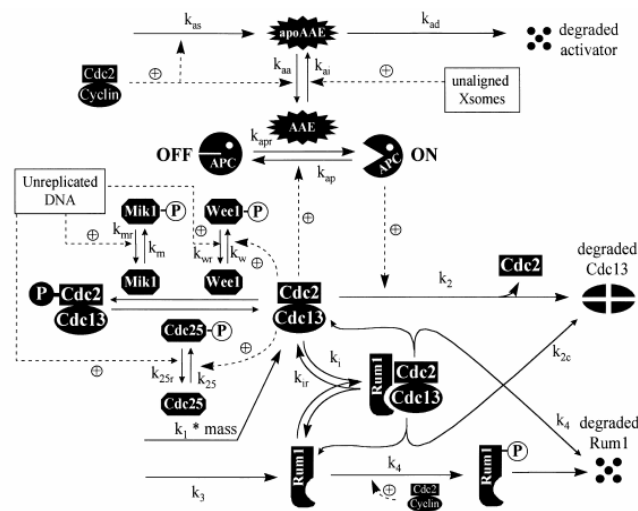 k_as
apoAAE
k_ad
degraded
activator
Cdc2
Cyclin
⊕
⊕
k_aa
k_ai
⊕
unaligned
Xsomes
AAE
OFF
APC
k_apr
k_ap
APC
ON
Unreplicated
DNA
Mik1
P
Wee1
P
⊕
⊕
⊕
⊕
k_mr
k_m
k_wr
k_w
⊕
Mik1
Wee1
degraded
Cdc13
P
Cdc2
Cdc13
Cdc2
Cdc13
k_2
Cdc2
Cdc25
P
⊕
⊕
k_25r
k_25
Cdc25
k_i
k_ir
Rum1
Cdc2
Cdc13
k_2c
k_1 * mass
k_4
degraded
Rum1
k_3
Rum1
k_4
⊕
Cdc2
Cyclin
Rum1
P